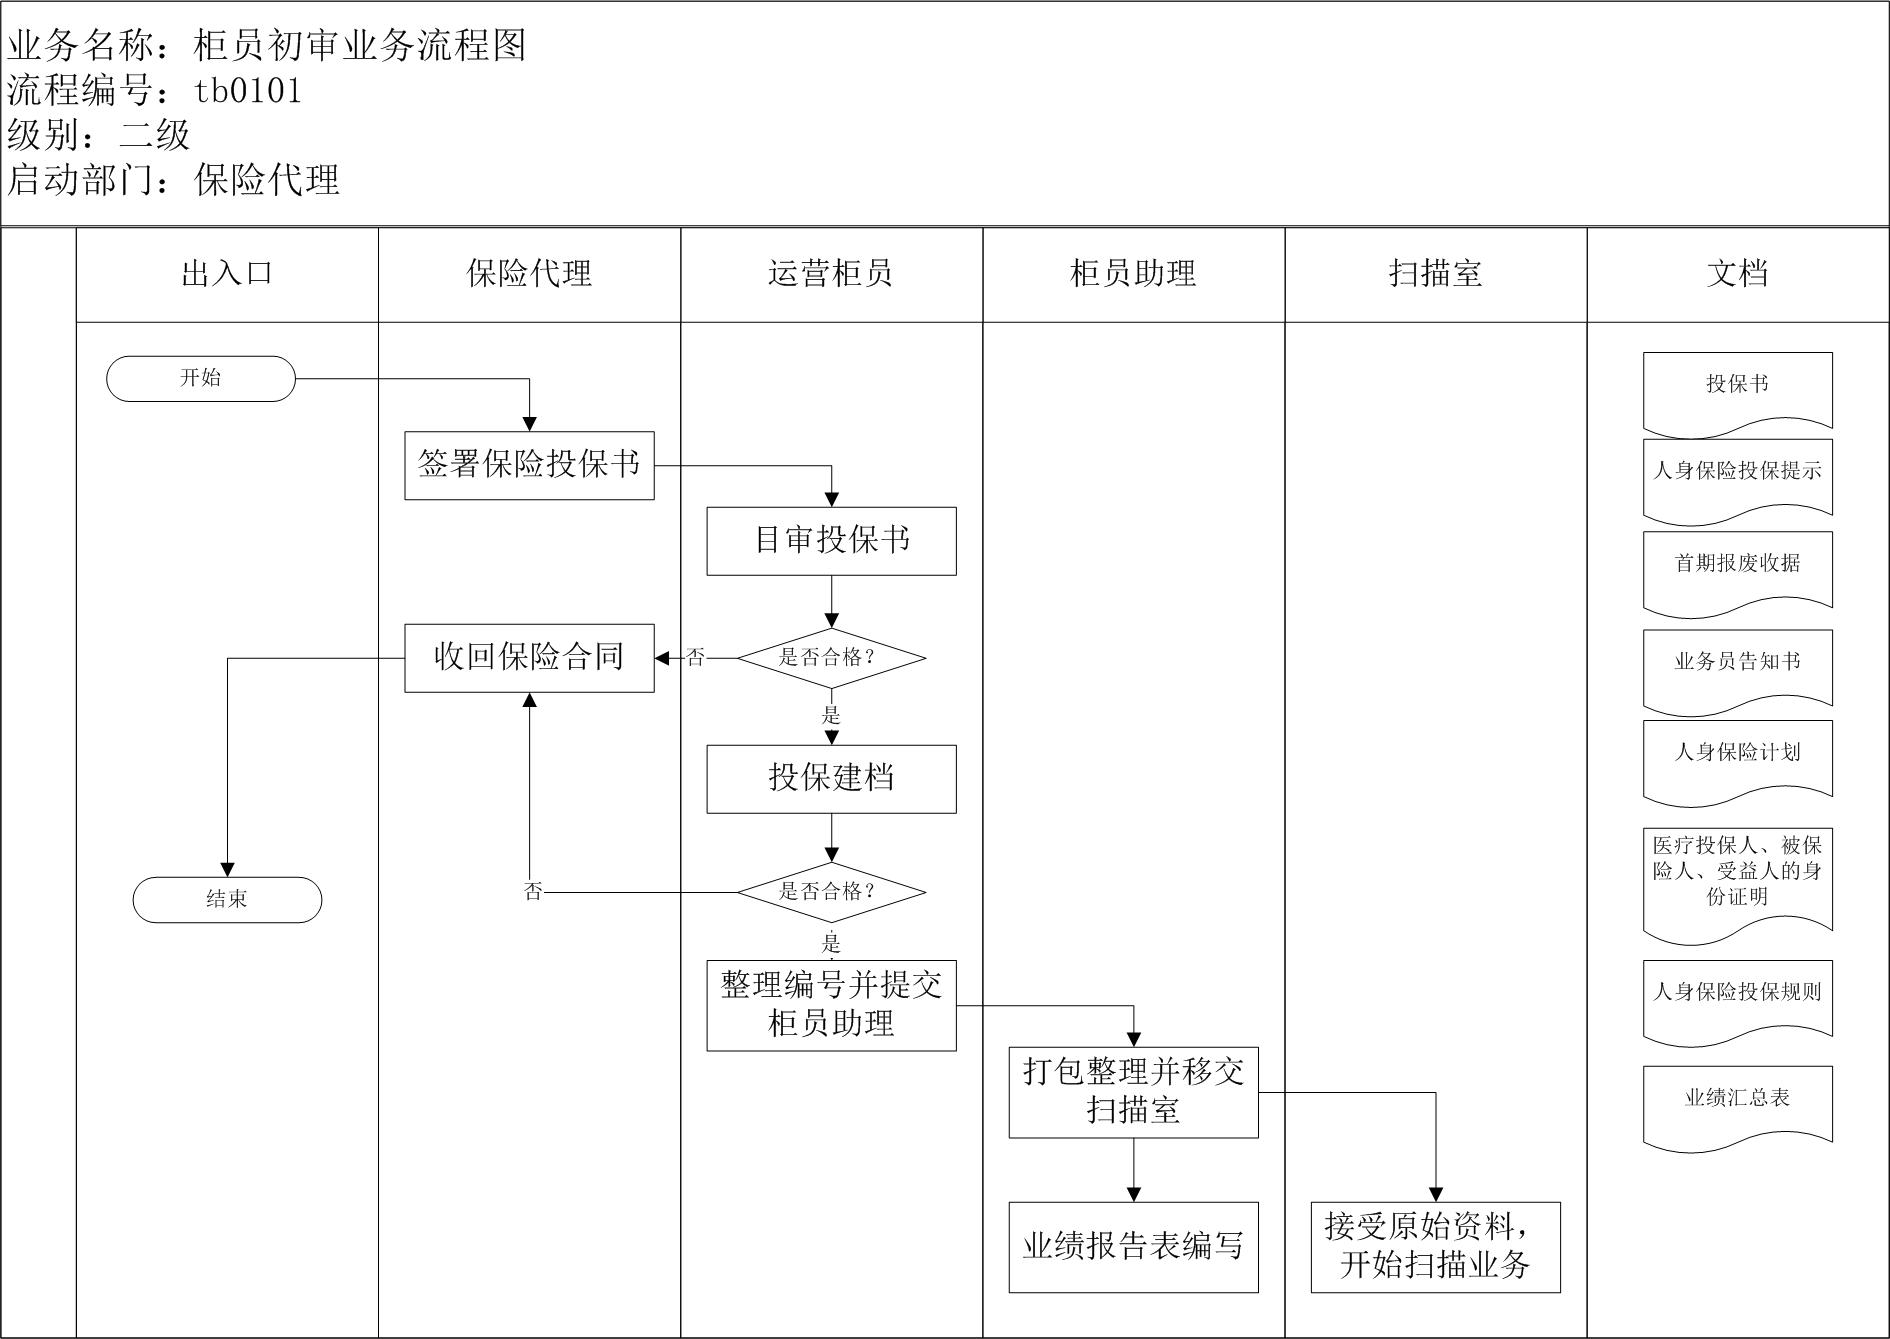 业务名称：柜员初审业务流程图
流程编号：tb0101
级别：二级
启动部门：保险代理
出入口
保险代理
运营柜员
柜员助理
扫描室
文档
开始
签署保险投保书
目审投保书
是否合格？
否
收回保险合同
是
投保建档
是否合格？
否
结束
是
整理编号并提交
柜员助理
打包整理并移交
扫描室
业绩报告表编写
接受原始资料，
开始扫描业务
投保书
人身保险投保提示
首期报废收据
业务员告知书
人身保险计划
医疗投保人、被保
险人、受益人的身
份证明
人身保险投保规则
业绩汇总表